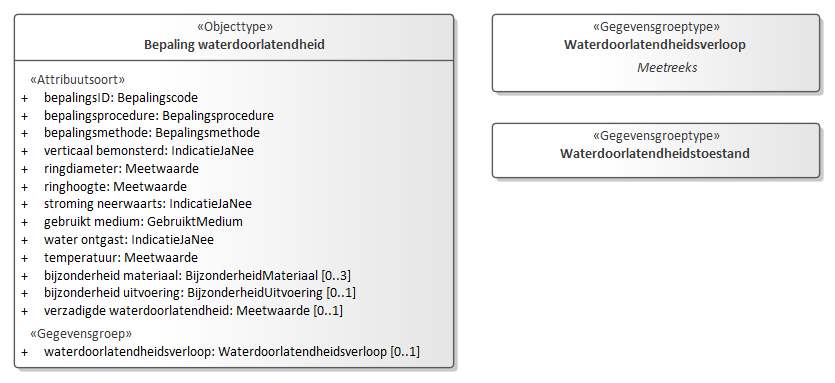 «Objecttype»
Bepaling waterdoorlatendheid
«Attribuutsoort»
+ bepalingsID: Bepalingscode
+ bepalingsprocedure: Bepalingsprocedure
+ bepalingsmethode: Bepalingsmethode
+ verticaal bemonsterd: IndicatieJaNee
+ ringdiameter: Meetwaarde
+ ringhoogte: Meetwaarde
+ stroming neerwaarts: IndicatieJaNee
+ gebruikt medium: GebruiktMedium
+ water ontgast: IndicatieJaNee
+ temperatuur: Meetwaarde
+ bijzonderheid materiaal: BijzonderheidMateriaal [0..3]
+ bijzonderheid uitvoering: BijzonderheidUitvoering [0..1]
+ verzadigde waterdoorlatendheid: Meetwaarde [0..1]
«Gegevensgroep»
+ waterdoorlatendheidsverloop: Waterdoorlatendheidsverloop [0..1]
«Gegevensgroeptype»
Waterdoorlatendheidsverloop
Meetreeks
«Gegevensgroeptype»
Waterdoorlatendheidstoestand